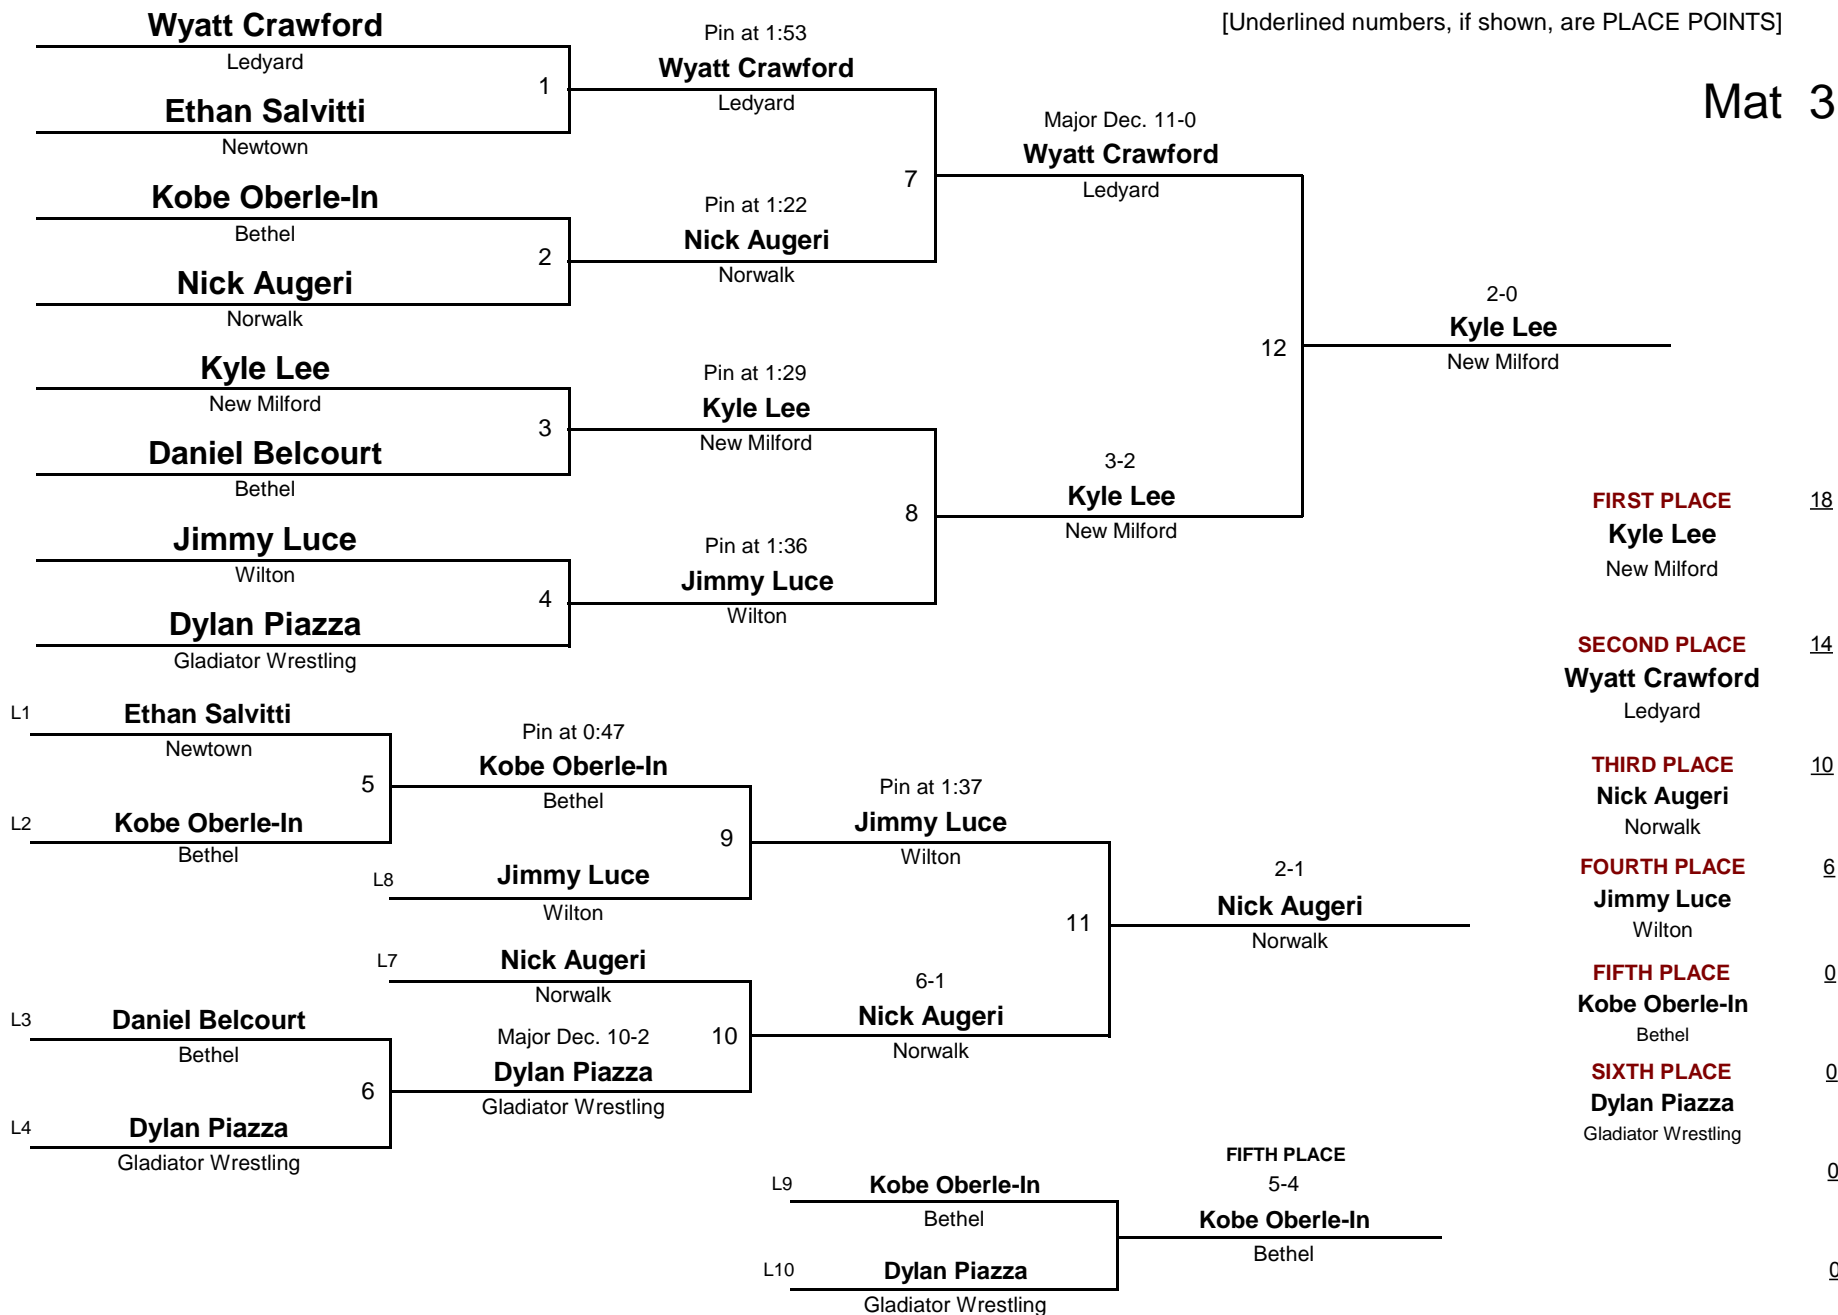 [Underlined numbers, if shown, are PLACE POINTS]
Mat 3
Wyatt Crawford
Ledyard
1
Ethan Salvitti
Newtown
Kobe Oberle-In
Bethel
2
Nick Augeri
Norwalk
Kyle Lee
New Milford
3
Daniel Belcourt
Bethel
Jimmy Luce
Wilton
4
Dylan Piazza
Gladiator Wrestling
Pin at 1:53
Wyatt Crawford
Ledyard
7
Pin at 1:22
Nick Augeri
Norwalk
Pin at 1:29
Kyle Lee
New Milford
8
Pin at 1:36
Jimmy Luce
Wilton
Major Dec. 11-0
Wyatt Crawford
Ledyard
12
3-2
Kyle Lee
New Milford
2-0
Kyle Lee
New Milford
L1
Ethan Salvitti
Newtown
5
L2
Kobe Oberle-In
Bethel
L3
Daniel Belcourt
Bethel
6
L4
Dylan Piazza
Gladiator Wrestling
Pin at 0:47
Kobe Oberle-In
Bethel
9
L8
Jimmy Luce
Wilton
L7
Nick Augeri
Norwalk
10
Major Dec. 10-2
Dylan Piazza
Gladiator Wrestling
Pin at 1:37
Jimmy Luce
Wilton
11
6-1
Nick Augeri
Norwalk
2-1
Nick Augeri
Norwalk
L9
Kobe Oberle-In
Bethel
L10
Dylan Piazza
Gladiator Wrestling
FIFTH PLACE
5-4
Kobe Oberle-In
Bethel
FIRST PLACE 18
Kyle Lee
New Milford
SECOND PLACE 14
Wyatt Crawford
Ledyard
THIRD PLACE 10
Nick Augeri
Norwalk
FOURTH PLACE 6
Jimmy Luce
Wilton
FIFTH PLACE 0
Kobe Oberle-In
Bethel
SIXTH PLACE 0
Dylan Piazza
Gladiator Wrestling
0
0